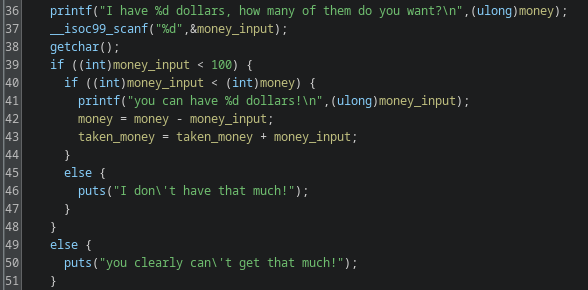 36 printf("I have %d dollars, how many of them do you want?\n",(ulong)money);
37 __isoc99_scanf("%d",&money_input);
38 getchar();
39 if ((int)money_input < 100) {
40 if ((int)money_input < (int)money) {
41 printf("you can have %d dollars!\n",(ulong)money_input);
42 money = money - money_input;
43 taken_money = taken_money + money_input;
44 }
45 else {
46 puts("I don\'t have that much!");
47 }
48 }
49 else {
50 puts("you clearly can\'t get that much!");
51 }